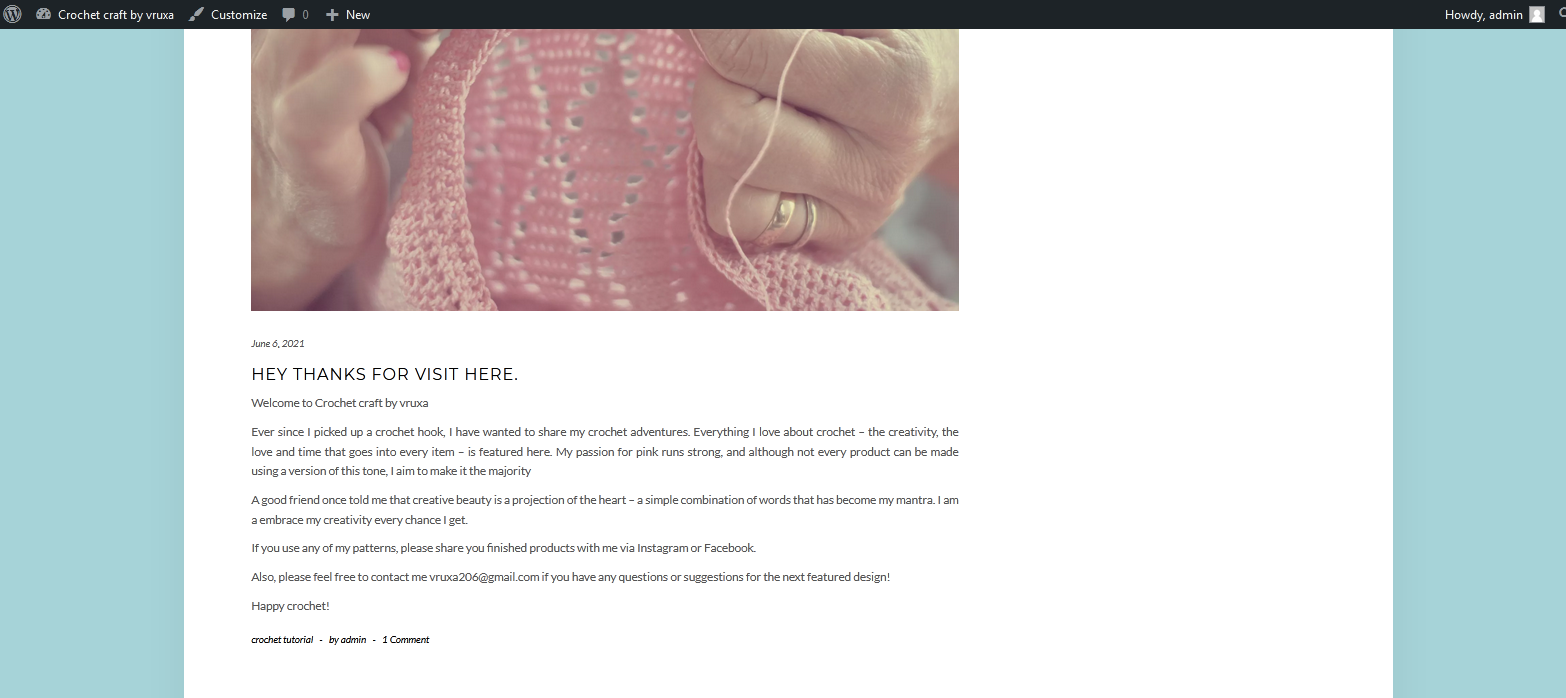 Crochet craft by vruxa Customize 0 New Howdy, admin
June 6, 2021
HEY THANKS FOR VISIT HERE.
Welcome to Crochet craft by vruxa
Ever since I picked up a crochet hook, I have wanted to share my crochet adventures. Everything I love about crochet – the creativity, the
love and time that goes into every item – is featured here. My passion for pink runs strong, and although not every product can be made
using a version of this tone, I aim to make it the majority
A good friend once told me that creative beauty is a projection of the heart – a simple combination of words that has become my mantra. I am
a embrace my creativity every chance I get.
If you use any of my patterns, please share you finished products with me via Instagram or Facebook.
Also, please feel free to contact me vruxa206@gmail.com if you have any questions or suggestions for the next featured design!
Happy crochet!
crochet tutorial - by admin - 1 Comment